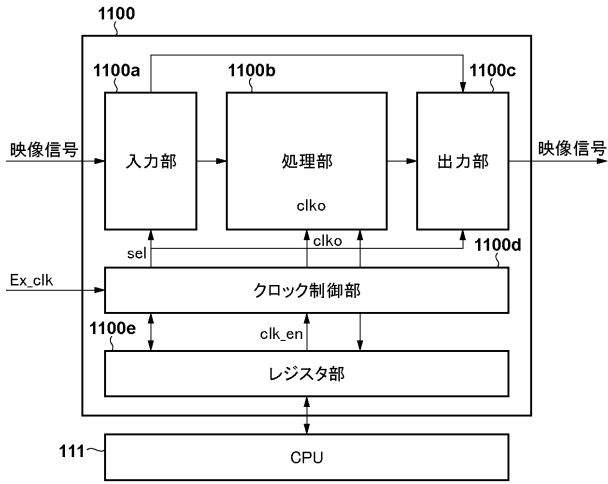 1100
1100a
1100b
1100c
映像信号
入力部
処理部
出力部
映像信号
clko
sel
clko
1100d
Ex_clk
クロック制御部
1100e
clk_en
レジスタ部
111
CPU